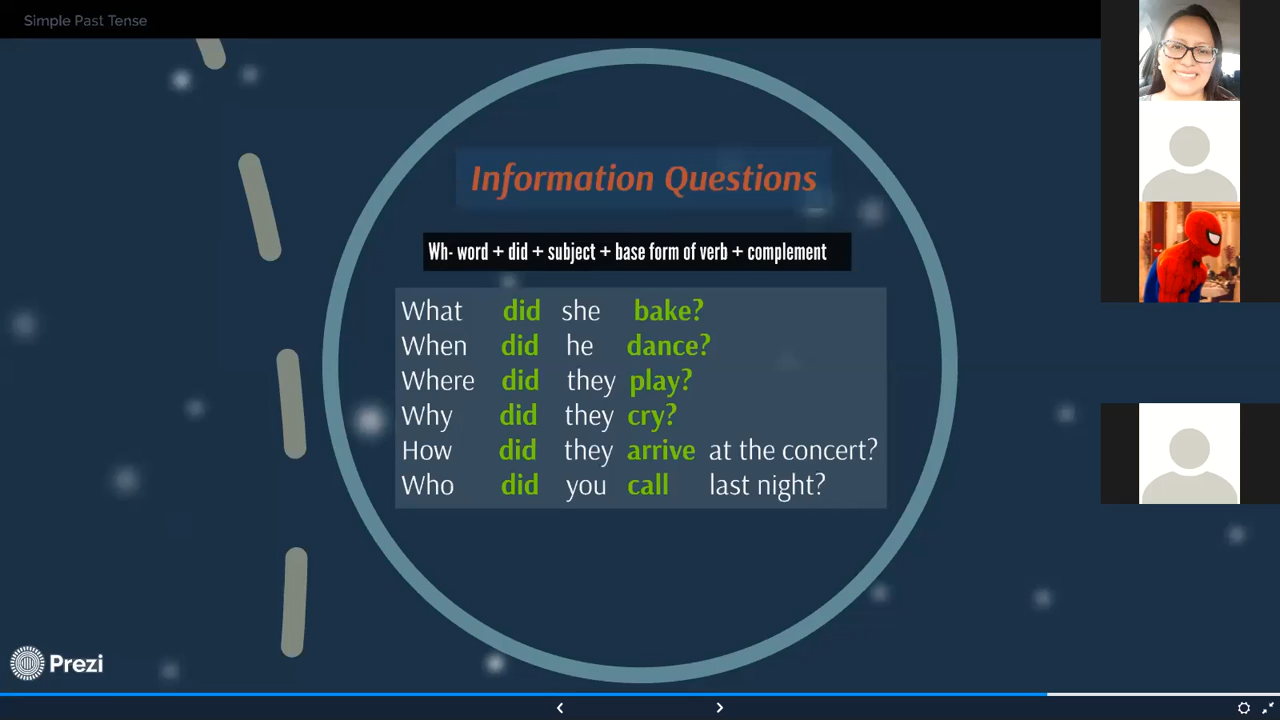 Simple Past Tense
Information Questions
Wh- word + did + subject + base form of verb + complement
What did she bake?
When did he dance?
Where did they play?
Why did they cry?
How did they arrive at the concert?
Who did you call last night?
Prezi